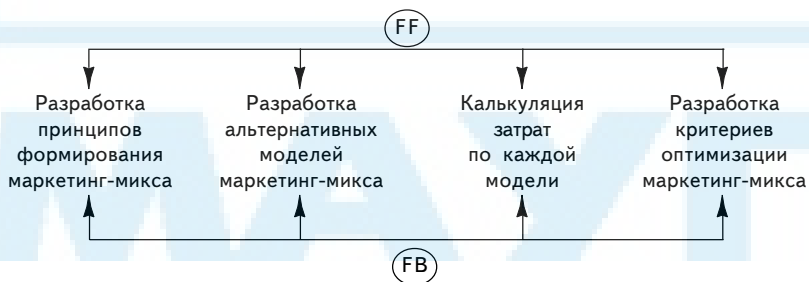 FF
Разработка
принципов
формирования
маркетинг-микса
Разработка
альтернативных
моделей
маркетинг-микса
Калькуляция
затрат
по каждой
модели
Разработка
критериев
оптимизации
маркетинг-микса
FB
МАУП